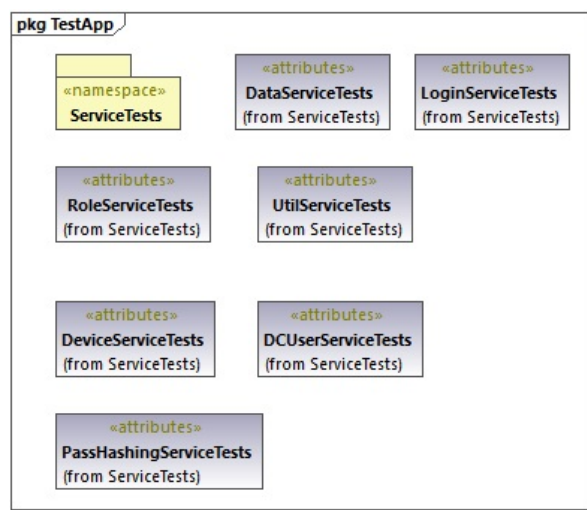 pkg TestApp
«namespace»
ServiceTests
«attributes»
DataServiceTests
(from ServiceTests)
«attributes»
LoginServiceTests
(from ServiceTests)
«attributes»
RoleServiceTests
(from ServiceTests)
«attributes»
UtilServiceTests
(from ServiceTests)
«attributes»
DeviceServiceTests
(from ServiceTests)
«attributes»
DCUserServiceTests
(from ServiceTests)
«attributes»
PassHashingServiceTests
(from ServiceTests)